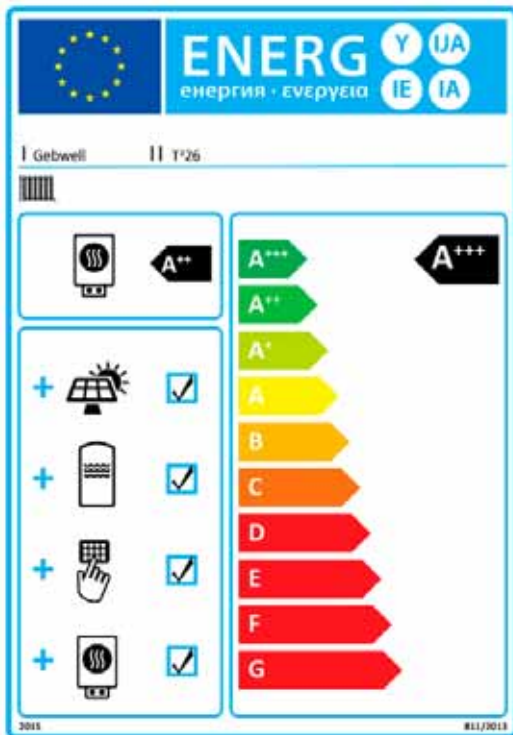 ENERG Y IJA
енергия · ενεργεια IE IA
I Gebwell II T²26
A++
A+++
A+++
A++
A+
A
B
C
D
E
F
G
2015 811/2013